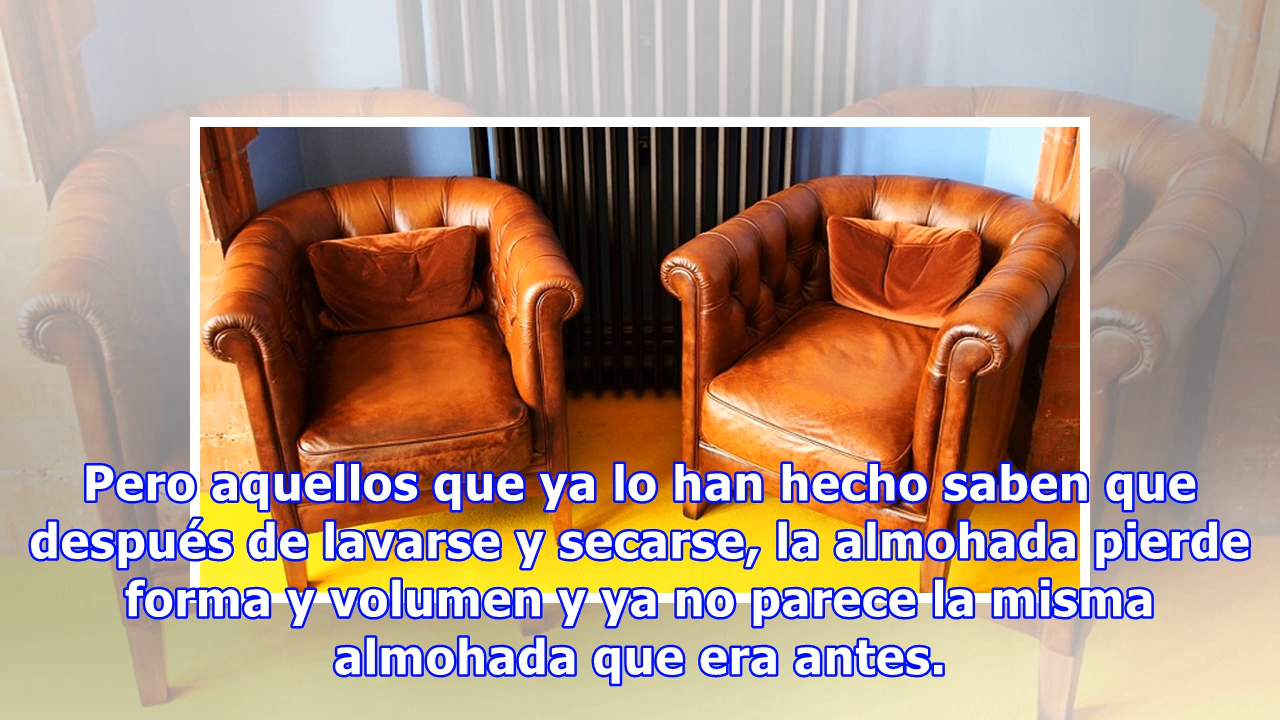 Pero aquellos que ya lo han hecho saben que
después de lavarse y secarse, la almohada pierde
forma y volumen y ya no parece la misma
almohada que era antes.